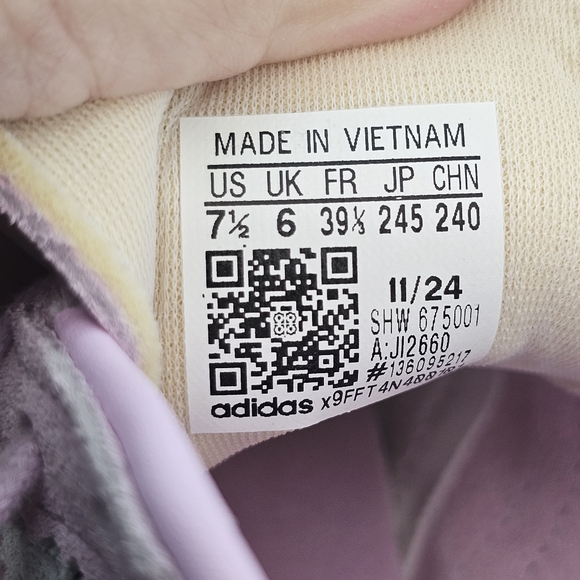 MADE IN VIETNAM
US UK FR JP CHN
7½ 6 39⅓ 245 240
11/24
SHW 675001
A:JI2660
#136095217
adidas